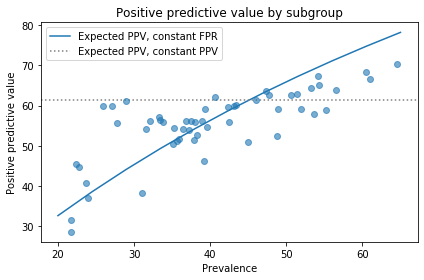 Positive predictive value by subgroup
Expected PPV, constant FPR
Expected PPV, constant PPV
Positive predictive value
80
70
60
50
40
30
20
30
40
50
60
Prevalence